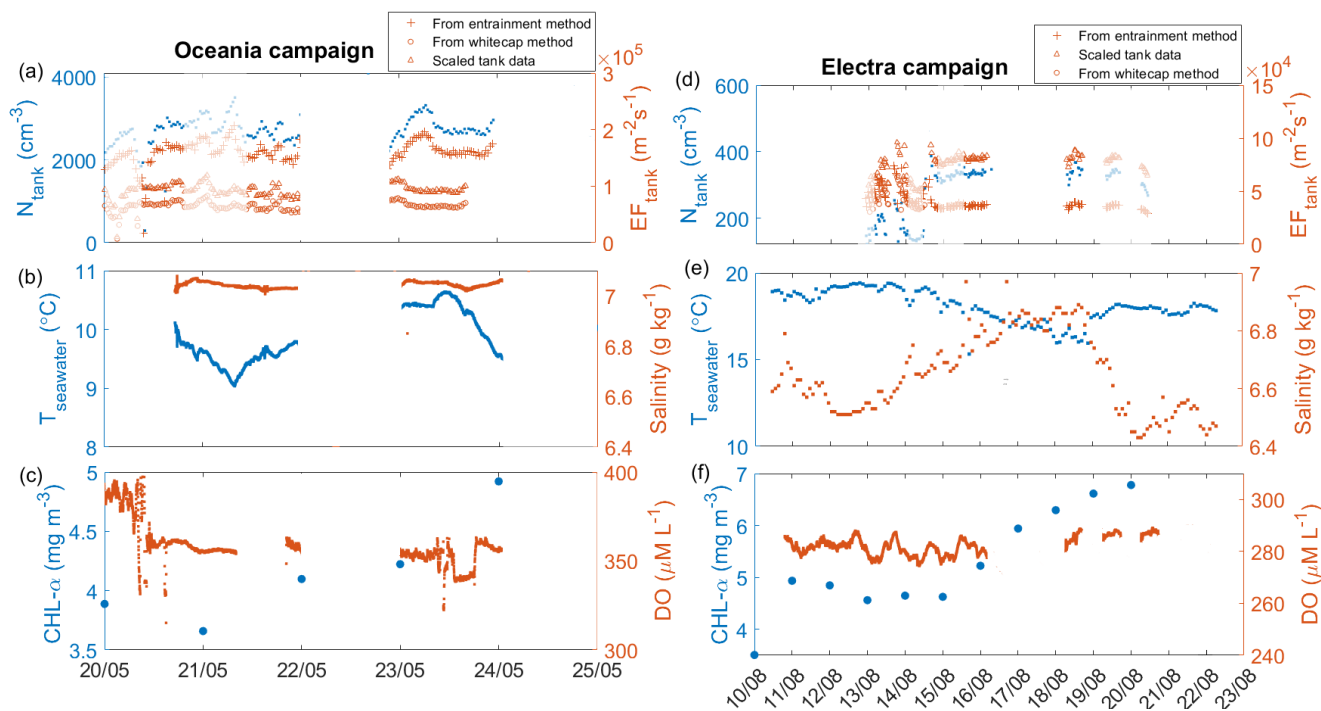 Oceania campaign
From entrainment method
From whitecap method
Scaled tank data
×10⁵
(a)
4000
2000
0
N_tank (cm⁻³)
3
2
1
0
EF_tank (m⁻²s⁻¹)
(b)
11
10
9
8
T_seawater (°C)
7
6.8
6.6
6.4
Salinity (g kg⁻¹)
(c)
5
4.5
4
3.5
CHL-α (mg m⁻³)
400
350
300
DO (μM L⁻¹)
20/05 21/05 22/05 23/05 24/05 25/05
Electra campaign
From entrainment method
Scaled tank data
From whitecap method
×10⁴
(d)
600
400
200
N_tank (cm⁻³)
15
10
5
0
EF_tank (m⁻²s⁻¹)
(e)
20
15
10
T_seawater (°C)
7
6.8
6.6
6.4
Salinity (g kg⁻¹)
(f)
7
6
5
4
CHL-α (mg m⁻³)
300
280
260
240
DO (μM L⁻¹)
10/08 11/08 12/08 13/08 14/08 15/08 16/08 17/08 18/08 19/08 20/08 21/08 22/08 23/08